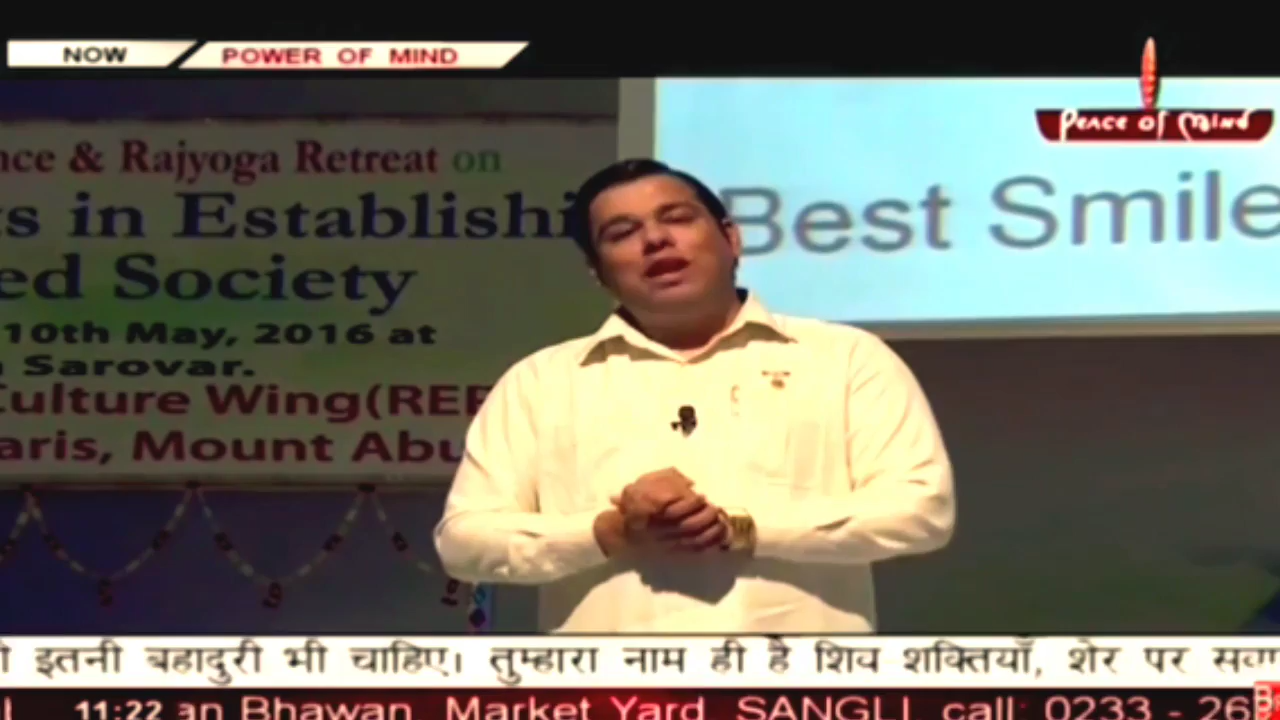 NOW POWER OF MIND
Peace of Mind
nce & Rajyoga Retreat on
ts in Establishi
ed Society
10th May, 2016 at
Sarovar.
Culture Wing(RE
aris, Mount Abu
Best Smile
इतनी बहादुरी भी चाहिए। तुम्हारा नाम ही है शिव शक्तियाँ, शेर पर
11:22 an Bhawan, Market Yard, SANGLI, call: 0233 - 26